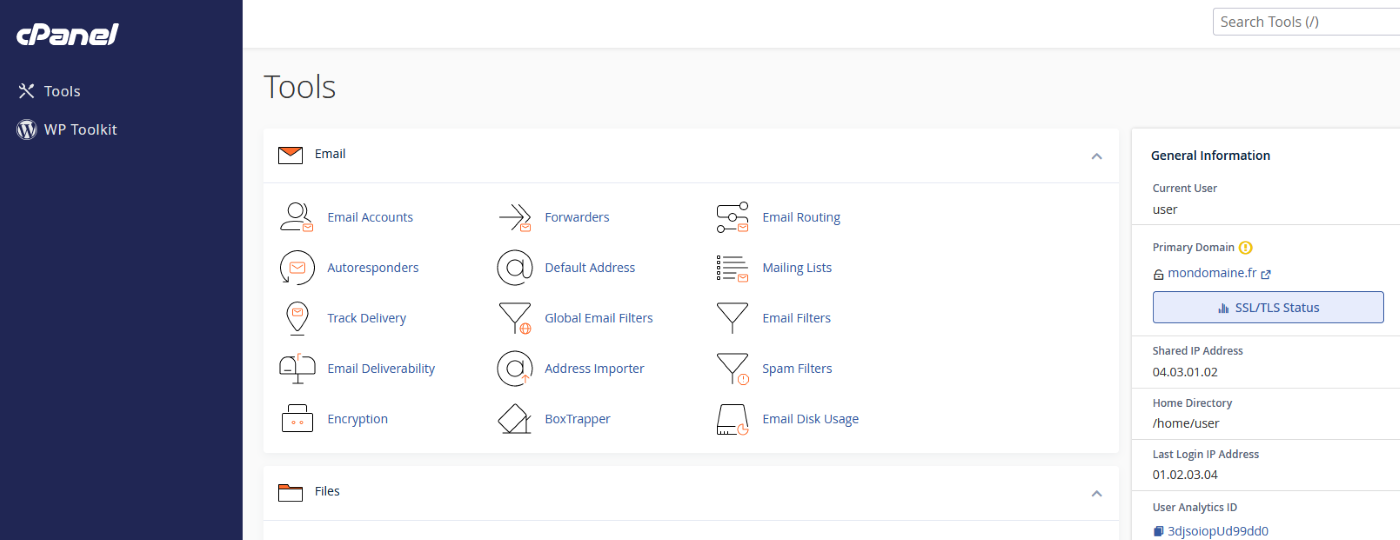 cPanel
Tools
WP Toolkit
Search Tools (/)
Tools
Email
Email Accounts
Forwarders
Email Routing
Autoresponders
Default Address
Mailing Lists
Track Delivery
Global Email Filters
Email Filters
Email Deliverability
Address Importer
Spam Filters
Encryption
BoxTrapper
Email Disk Usage
Files
General Information
Current User
user
Primary Domain
mondomaine.fr
SSL/TLS Status
Shared IP Address
04.03.01.02
Home Directory
/home/user
Last Login IP Address
01.02.03.04
User Analytics ID
3djsoiopUd99dd0